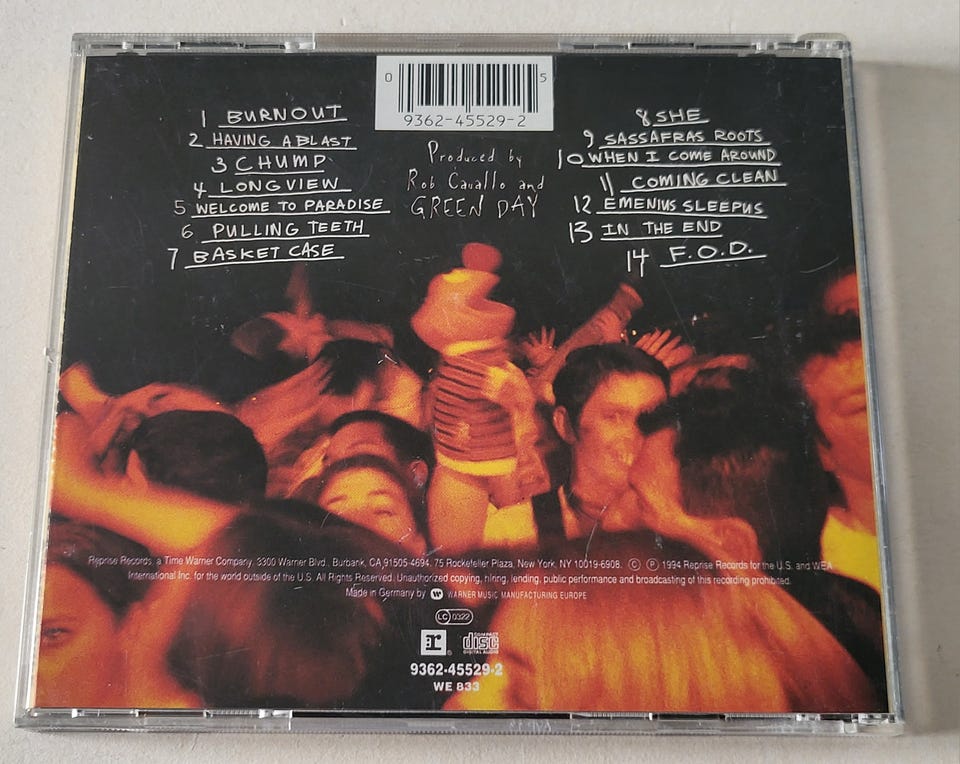 0 5
9362-45529-2
1 BURNOUT
2 HAVING A BLAST
3 CHUMP
4 LONGVIEW
5 WELCOME TO PARADISE
6 PULLING TEETH
7 BASKET CASE
Produced by
Rob Cavallo and
GREEN DAY
8 SHE
9 SASSAFRAS ROOTS
10 WHEN I COME AROUND
11 COMING CLEAN
12 EMENIUS SLEEPUS
13 IN THE END
14 F.O.D.
Reprise Records, a Time Warner Company, 3300 Warner Blvd., Burbank, CA 91505-4694. 75 Rockefeller Plaza, New York, NY 10019-6908. Ⓒ Ⓟ 1994 Reprise Records for the U.S. and WEA
International Inc. for the world outside of the U.S. All Rights Reserved. Unauthorized copying, hiring, lending, public performance and broadcasting of this recording prohibited.
Made in Germany by WARNER MUSIC MANUFACTURING EUROPE
LC 0322
r ® COMPACT disc DIGITAL AUDIO
9362-45529-2
WE 833